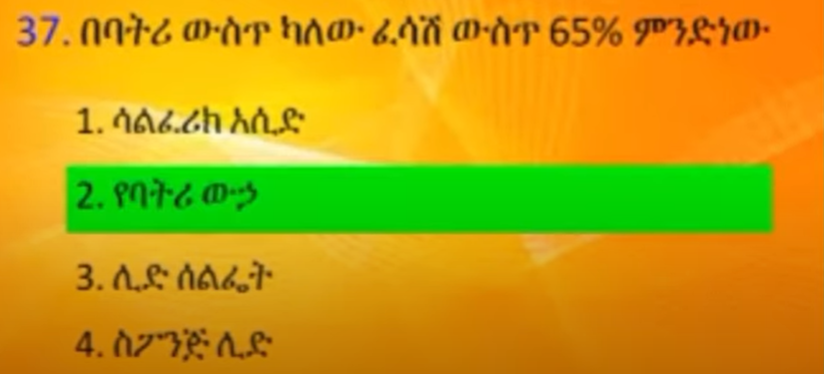 37. በባትሪ ውስጥ ካለው ፈሳሽ ውስጥ 65% ምንድነው
1. ሳልፈሪክ አሲድ
2. የባትሪ ውኃ
3. ሊድ ሰልፌት
4. ስፖንጅ ሊድ